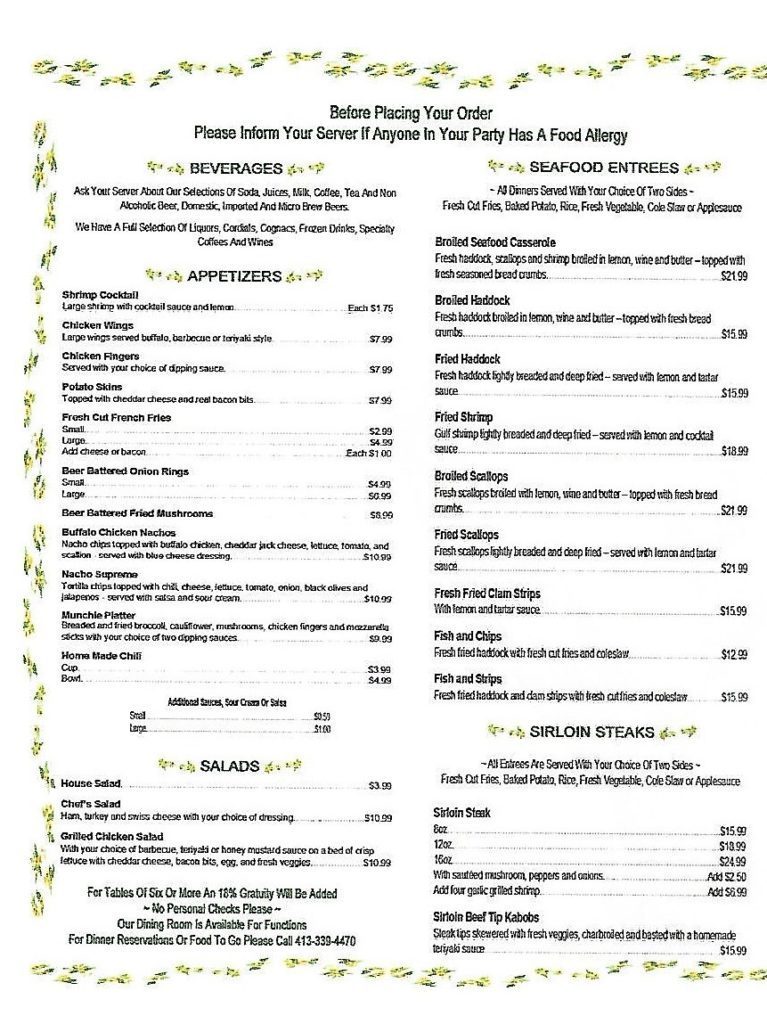 Before Placing Your Order
Please Inform Your Server If Anyone In Your Party Has A Food Allergy
BEVERAGES
Ask Your Server About Our Selections Of Soda, Juices, Milk, Coffee, Tea And Non
Alcoholic Beer, Domestic, Imported And Micro Brew Beers.
We Have A Full Selection Of Liquors, Cordials, Cognacs, Frozen Drinks, Specialty
Coffees And Wines
APPETIZERS
Shrimp Cocktail
Large shrimp with cocktail sauce and lemon Each $1.75
Chicken Wings
Large wings served buffalo, barbecue or teriyaki style $7.99
Chicken Fingers
Served with your choice of dipping sauce $7.99
Potato Skins
Topped with cheddar cheese and real bacon bits $7.99
Fresh Cut French Fries
Small $2.99
Large $4.99
Add cheese or bacon Each $1.00
Beer Battered Onion Rings
Small $4.99
Large
Beer Battered Fried Mushrooms
Buffalo Chicken Nachos
Nacho chips topped with buffalo chicken, cheddar jack cheese, lettuce, tomato, and
scallion - served with blue cheese dressing $10.99
Nacho Supreme
Tortilla chips topped with chili, cheese, lettuce, tomato, onion, black olives and
jalapenos - served with salsa and sour cream $10.99
Munchie Platter
Breaded and fried broccoli, cauliflower, mushrooms, chicken fingers and mozzarella
sticks with your choice of two dipping sauces $9.99
Home Made Chili
Cup $3.99
Bowl $4.99
Additional Sauces, Sour Cream Or Salsa
Small $0.50
Large $1.00
SALADS
House Salad $3.99
Chef's Salad
Ham, turkey and swiss cheese with your choice of dressing $10.99
Grilled Chicken Salad
With your choice of barbecue, teriyaki or honey mustard sauce on a bed of crisp
lettuce with cheddar cheese, bacon bits, egg, and fresh veggies $10.99
For Tables Of Six Or More An 18% Gratuity Will Be Added
~ No Personal Checks Please ~
Our Dining Room Is Available For Functions
For Dinner Reservations Or Food To Go Please Call 413-339-4470
SEAFOOD ENTREES
~ All Dinners Served With Your Choice Of Two Sides ~
Fresh Cut Fries, Baked Potato, Rice, Fresh Vegetable, Cole Slaw or Applesauce
Broiled Seafood Casserole
Fresh haddock, scallops and shrimp broiled in lemon, wine and butter – topped with
fresh seasoned bread crumbs $21.99
Broiled Haddock
Fresh haddock broiled in lemon, wine and butter – topped with fresh bread
crumbs $15.99
Fried Haddock
Fresh haddock lightly breaded and deep fried – served with lemon and tartar
sauce $15.99
Fried Shrimp
Gulf shrimp lightly breaded and deep fried – served with lemon and cocktail
sauce $18.99
Broiled Scallops
Fresh scallops broiled with lemon, wine and butter – topped with fresh bread
crumbs $21.99
Fried Scallops
Fresh scallops lightly breaded and deep fried – served with lemon and tartar
sauce $21.99
Fresh Fried Clam Strips
With lemon and tartar sauce $15.99
Fish and Chips
Fresh fried haddock with fresh cut fries and coleslaw $12.99
Fish and Strips
Fresh fried haddock and clam strips with fresh cut fries and coleslaw $15.99
SIRLOIN STEAKS
~All Entrees Are Served With Your Choice Of Two Sides ~
Fresh Cut Fries, Baked Potato, Rice, Fresh Vegetable, Cole Slaw or Applesauce
Sirloin Steak
8oz $15.99
12oz
16oz $24.99
With sautéed mushroom, peppers and onions Add $2.50
Add four garlic grilled shrimp Add
Sirloin Beef Tip Kabobs
Steak tips skewered with fresh veggies, charbroiled and basted with a homemade
teriyaki sauce $15.99